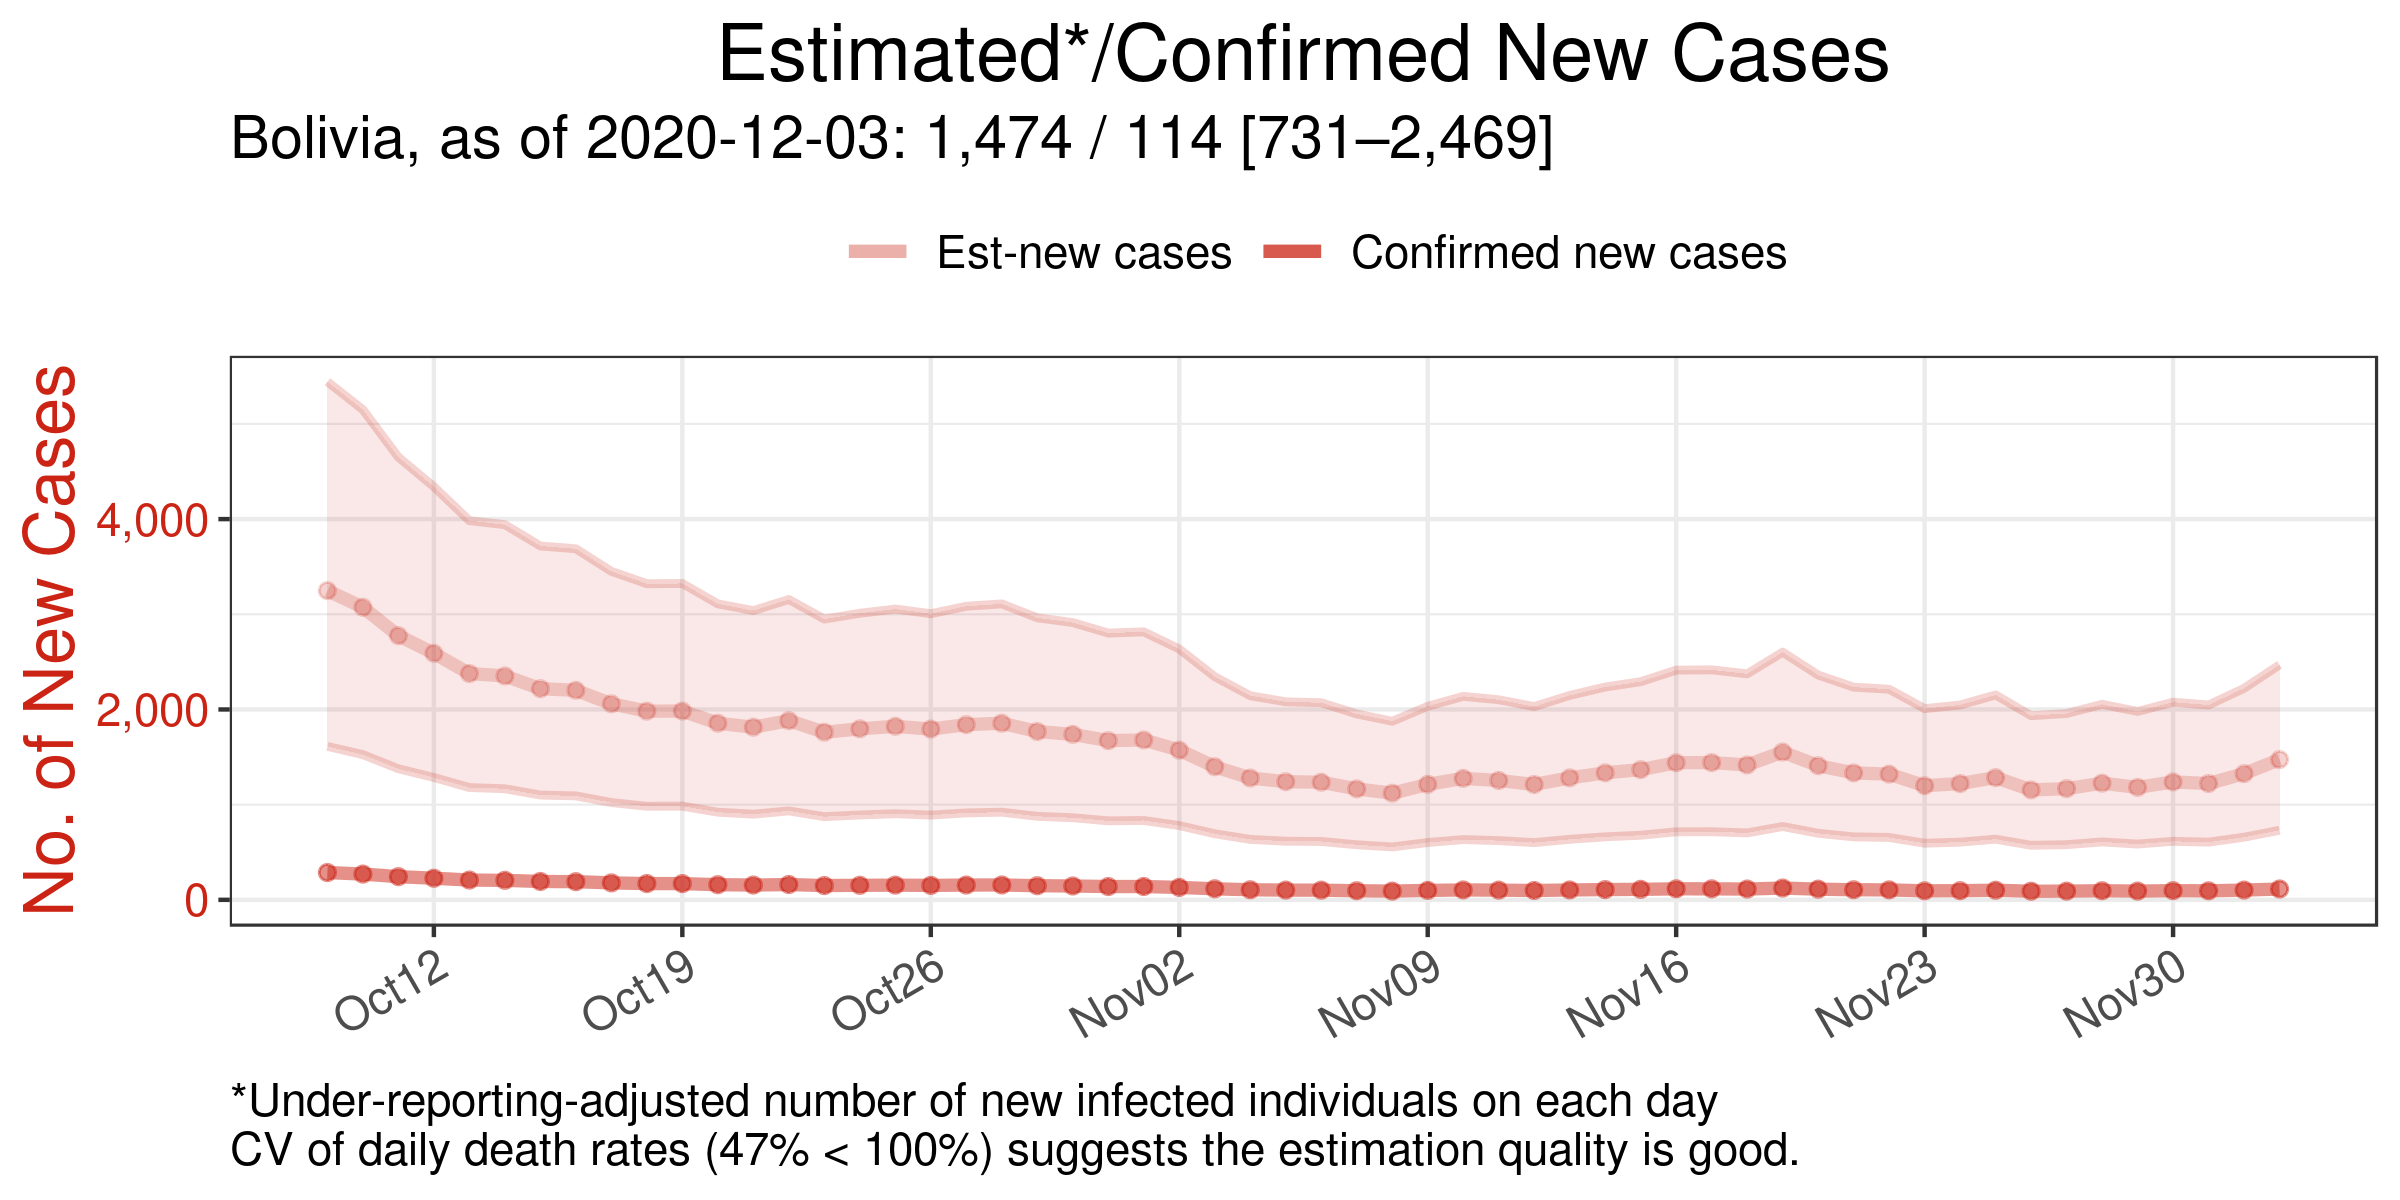 Estimated*/Confirmed New Cases
Bolivia, as of 2020-12-03: 1,474 / 114 [731–2,469]
Est-new cases
Confirmed new cases
No. of New Cases
4,000
2,000
0
Oct12
Oct19
Oct26
Nov02
Nov09
Nov16
Nov23
Nov30
*Under-reporting-adjusted number of new infected individuals on each day
CV of daily death rates (47% < 100%) suggests the estimation quality is good.